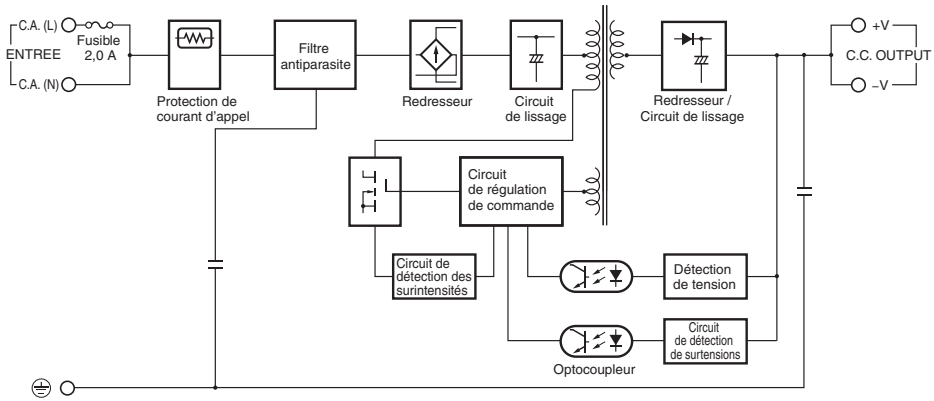 C.A. (L)
Fusible
2,0 A
ENTREE
C.A. (N)
Protection de
courant d'appel
Filtre
antiparasite
Redresseur
Circuit
de lissage
Redresseur /
Circuit de lissage
+V
C.C. OUTPUT
–V
Circuit
de régulation
de commande
Circuit de
détection des
surintensités
Détection
de tension
Circuit
de détection
de surtensions
Optocoupleur